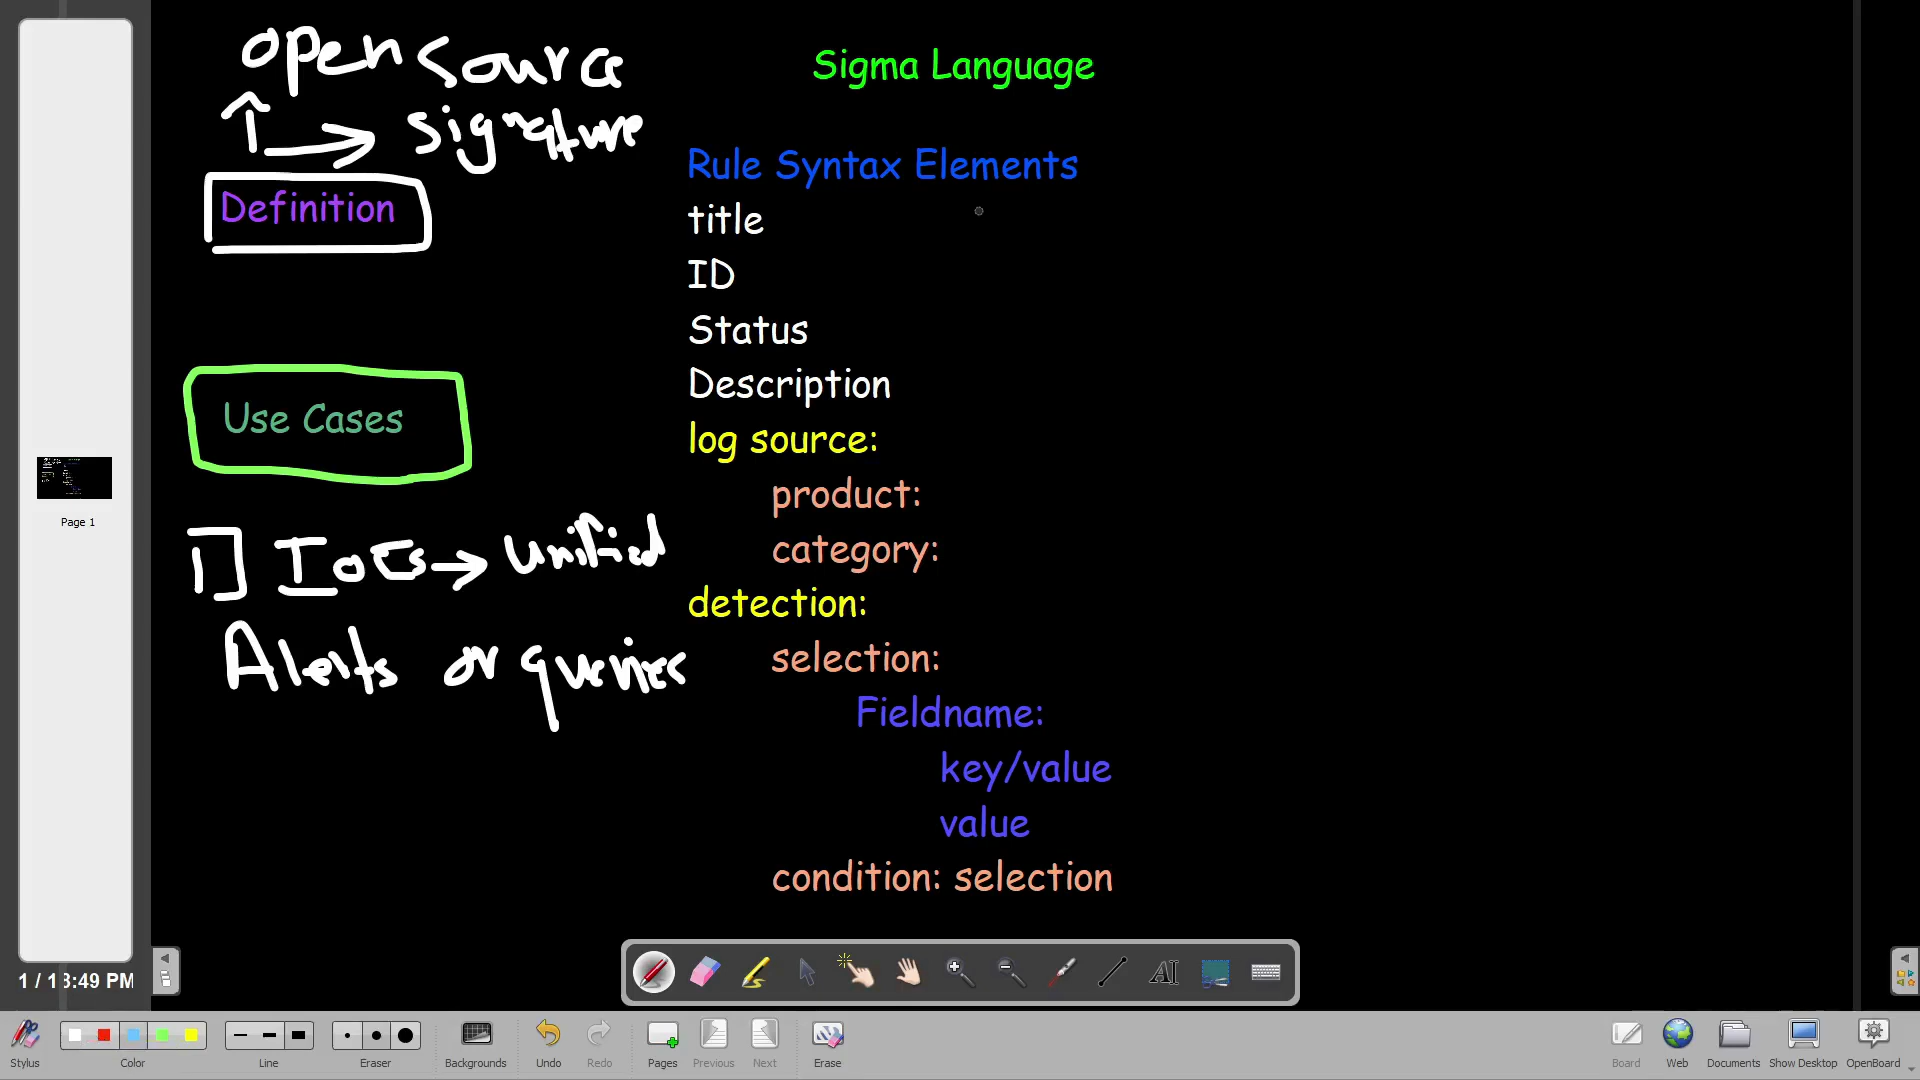 open source
signature
Definition
Use Cases
1] IoCs → unified
Alerts or queries
Sigma Language
Rule Syntax Elements
title
ID
Status
Description
log source:
product:
category:
detection:
selection:
Fieldname:
key/value
value
condition: selection
Page 1
AI
Stylus
Color
Line
Eraser
Backgrounds
Undo
Redo
Pages
Previous
Next
Erase
Board
Web
Documents
Show Desktop
OpenBoard